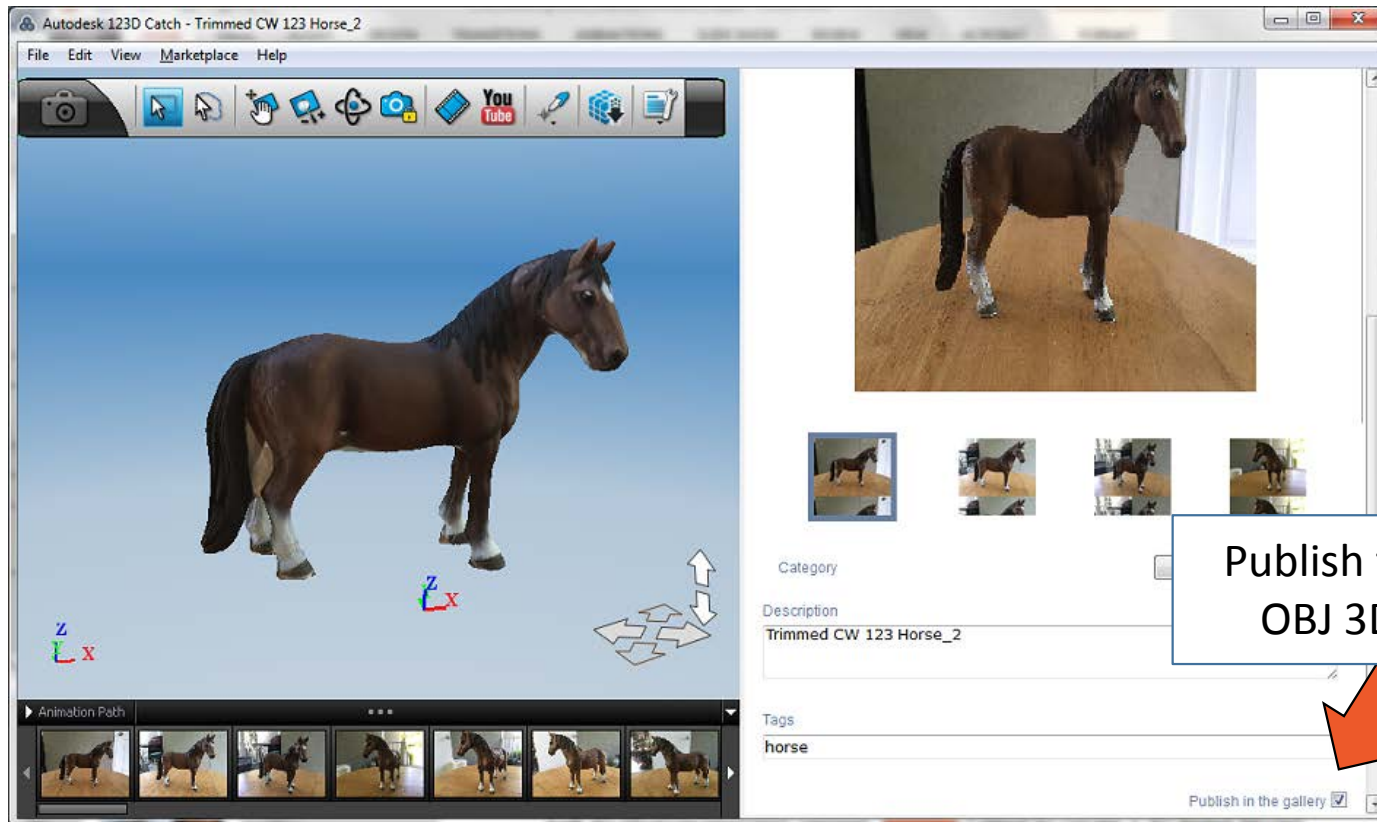 Autodesk 123D Catch - Trimmed CW 123 Horse_2
File Edit View Marketplace Help
You
Tube
Z
X
Z
Y
X
Animation Path
Category
Description
Trimmed CW 123 Horse_2
Tags
horse
Publish in the gallery
Publish
OBJ 3D